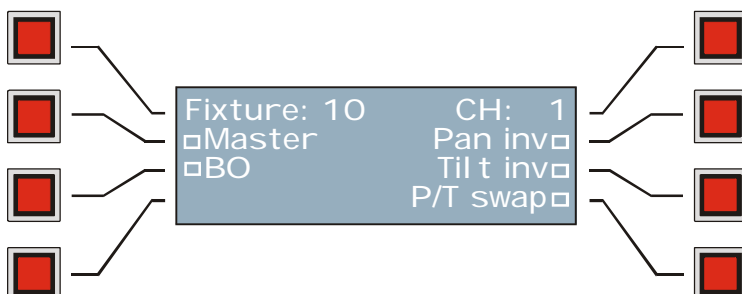 Fixture: 10 CH: 1
▫Master Pan inv▫
▫BO Tilt inv▫
P/T swap▫